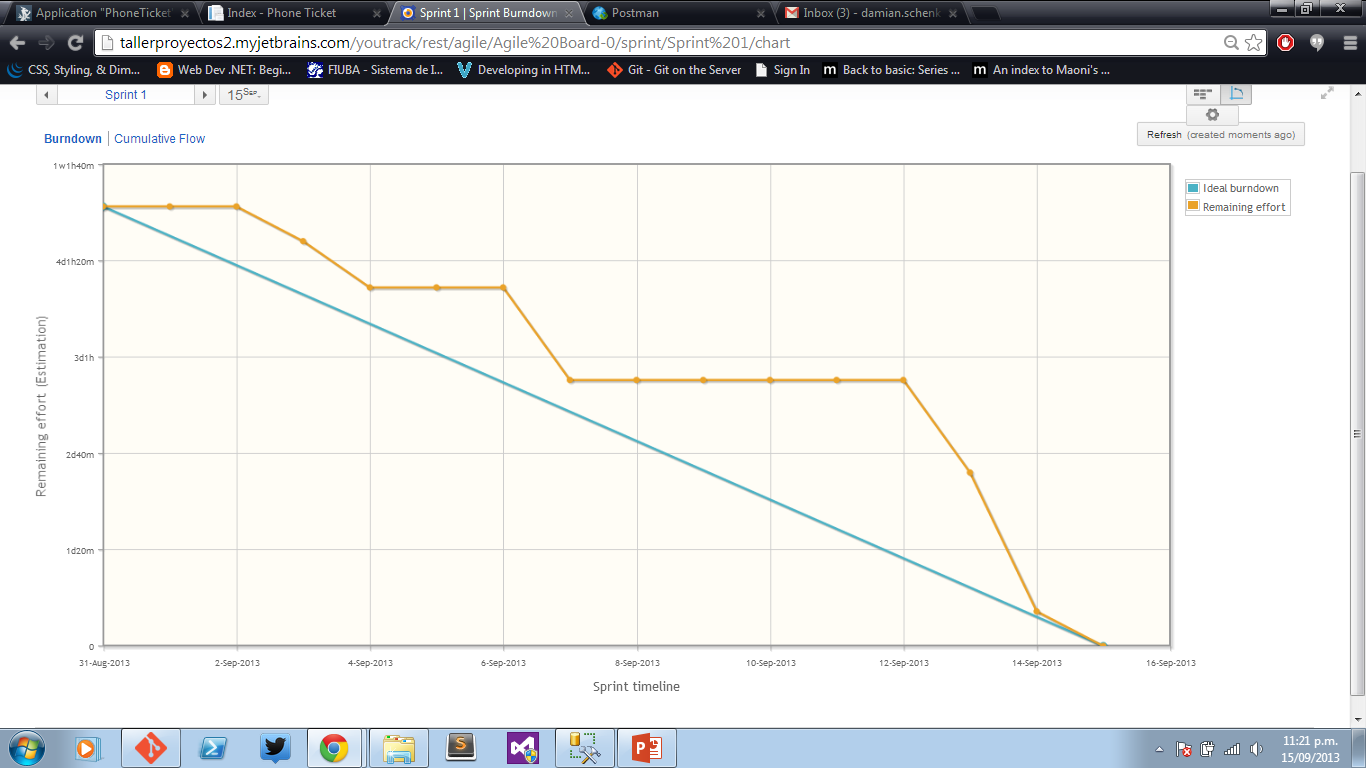 Application "PhoneTicket"
Index - Phone Ticket
Sprint 1 | Sprint Burndown
Postman
Inbox (3) - damian.schenk
tallerproyectos2.myjetbrains.com/youtrack/rest/agile/Agile%20Board-0/sprint/Sprint%201/chart
CSS, Styling, & Dim...
Web Dev .NET: Begi...
FIUBA - Sistema de I...
Developing in HTM...
Git - Git on the Server
Sign In
m Back to basic: Series ...
m An index to Maoni's ...
Sprint 1
15 Sep.
Burndown | Cumulative Flow
Refresh (created moments ago)
1w1h40m
4d1h20m
3d1h
2d40m
1d20m
0
Remaining effort (Estimation)
Ideal burndown
Remaining effort
31-Aug-2013
2-Sep-2013
4-Sep-2013
6-Sep-2013
8-Sep-2013
10-Sep-2013
12-Sep-2013
14-Sep-2013
16-Sep-2013
Sprint timeline
11:21 p.m.
15/09/2013